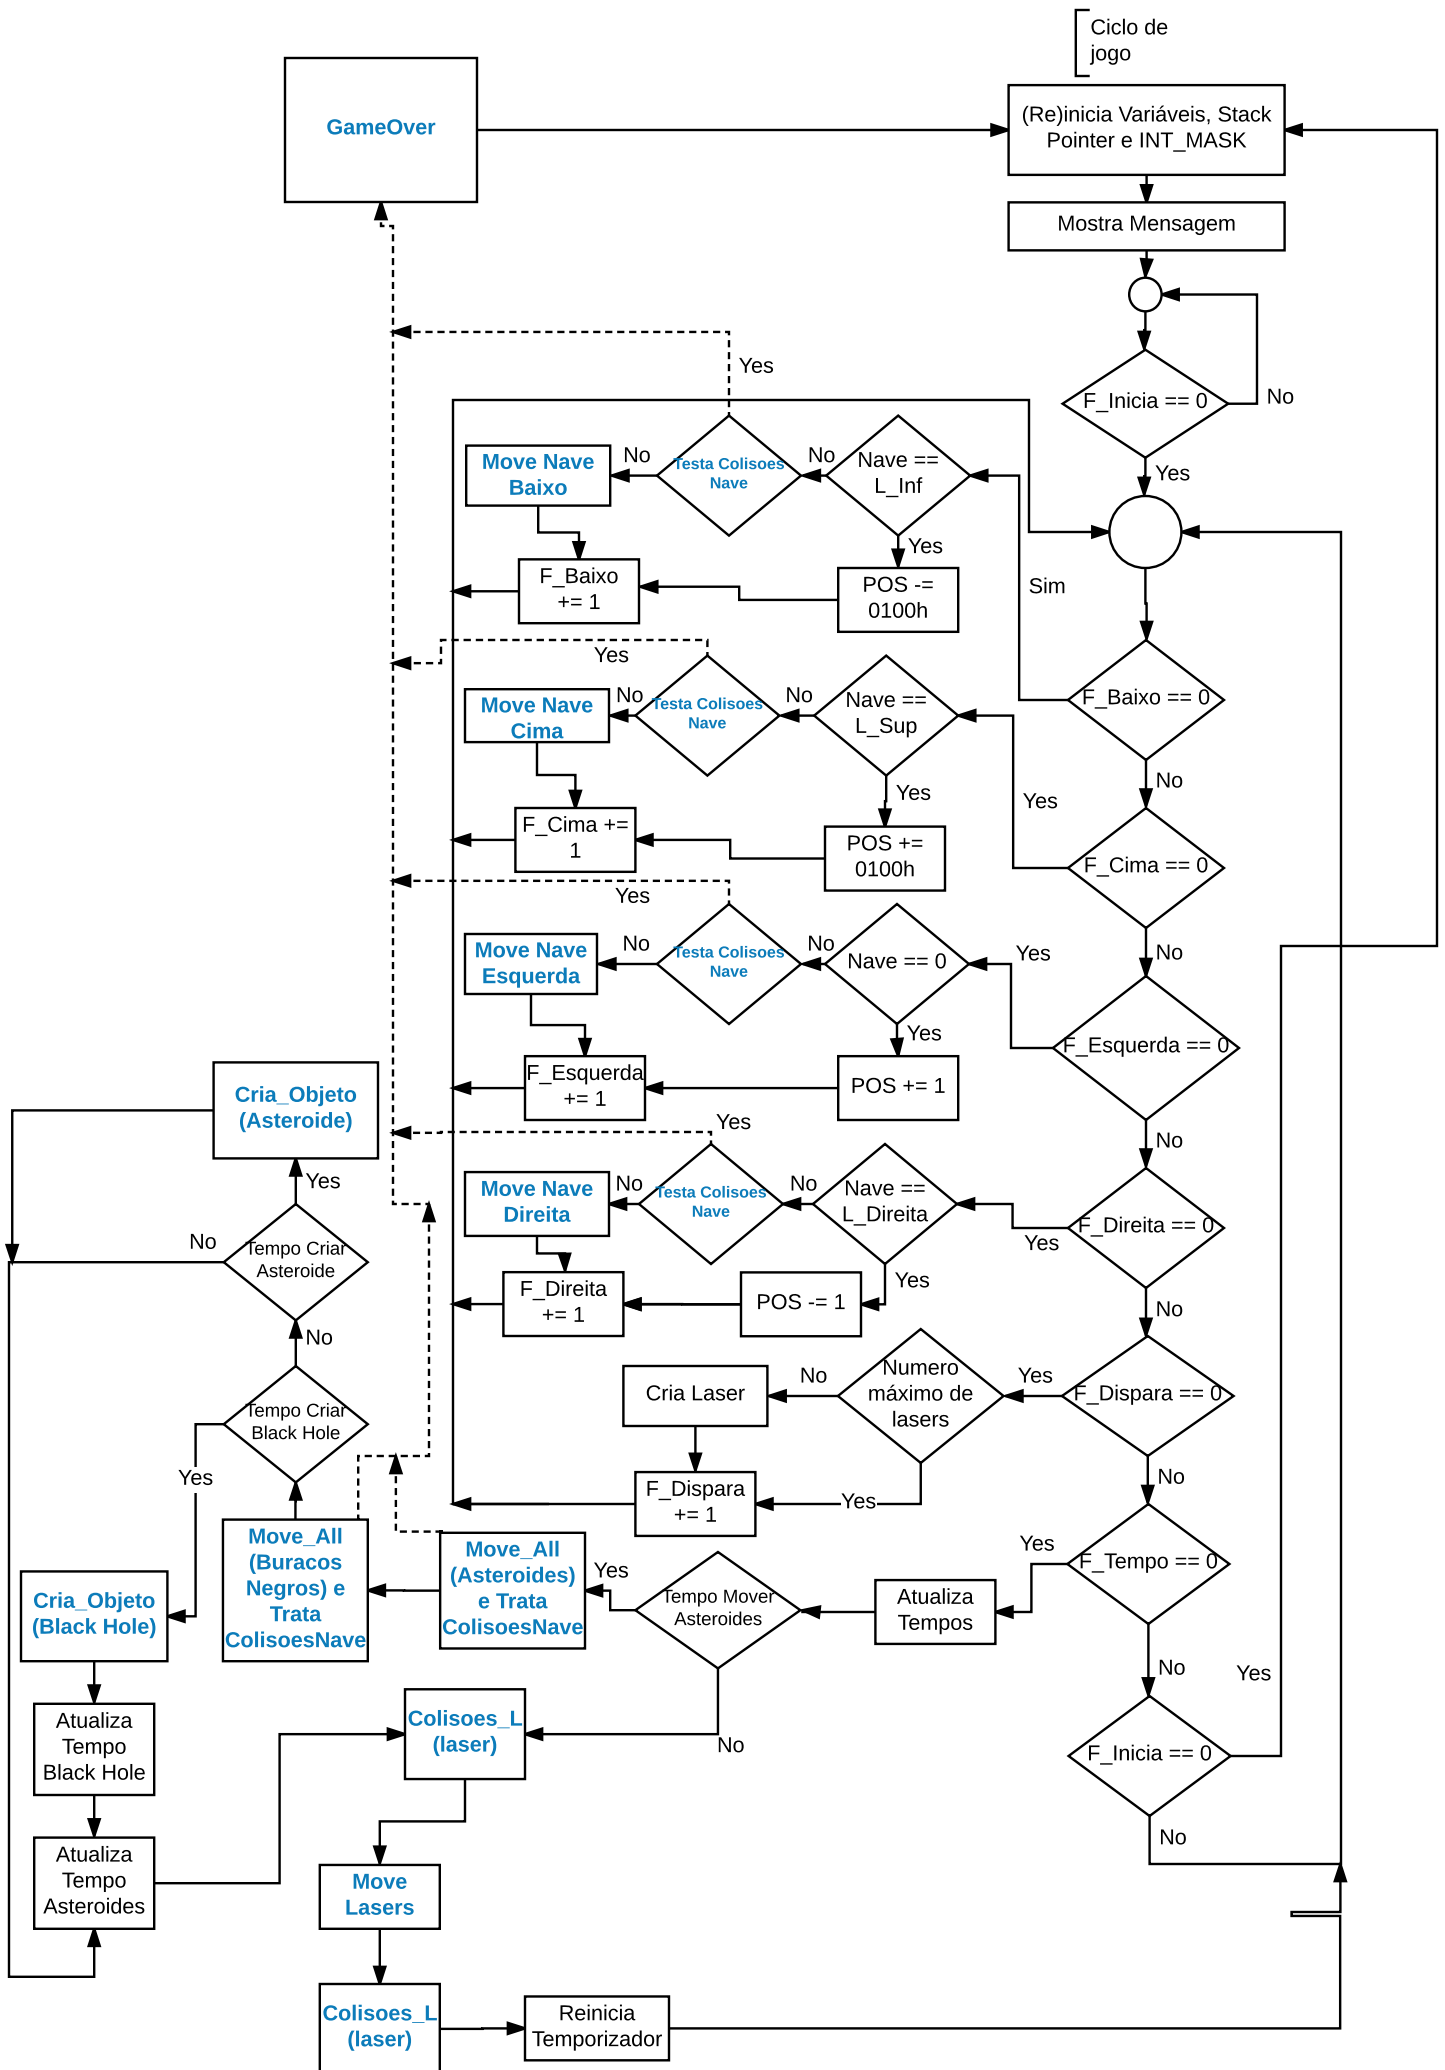 Ciclo de
jogo
GameOver
(Re)inicia Variáveis, Stack
Pointer e INT_MASK
Mostra Mensagem
F_Inicia == 0
No
Yes
Yes
Move Nave
Baixo
No
Testa Colisoes
Nave
No
Nave ==
L_Inf
Yes
F_Baixo
+= 1
POS -=
0100h
Sim
F_Baixo == 0
No
Yes
Move Nave
Cima
No
Testa Colisoes
Nave
No
Nave ==
L_Sup
Yes
Yes
F_Cima +=
1
POS +=
0100h
F_Cima == 0
No
Yes
Move Nave
Esquerda
No
Testa Colisoes
Nave
No
Nave == 0
Yes
Yes
F_Esquerda
+= 1
POS += 1
F_Esquerda == 0
No
Yes
Move Nave
Direita
No
Testa Colisoes
Nave
No
Nave ==
L_Direita
Yes
Yes
F_Direita
+= 1
POS -= 1
F_Direita == 0
No
Cria Laser
No
Numero
máximo de
lasers
Yes
F_Dispara == 0
F_Dispara
+= 1
Yes
No
Cria_Objeto
(Asteroide)
Yes
No
Tempo Criar
Asteroide
No
Tempo Criar
Black Hole
Yes
Move_All
(Buracos
Negros) e
Trata
ColisoesNave
Move_All
(Asteroides)
e Trata
ColisoesNave
Yes
Tempo Mover
Asteroides
Atualiza
Tempos
Yes
F_Tempo == 0
No
Cria_Objeto
(Black Hole)
Atualiza
Tempo
Black Hole
Atualiza
Tempo
Asteroides
Colisoes_L
(laser)
No
Yes
F_Inicia == 0
No
Move
Lasers
Colisoes_L
(laser)
Reinicia
Temporizador